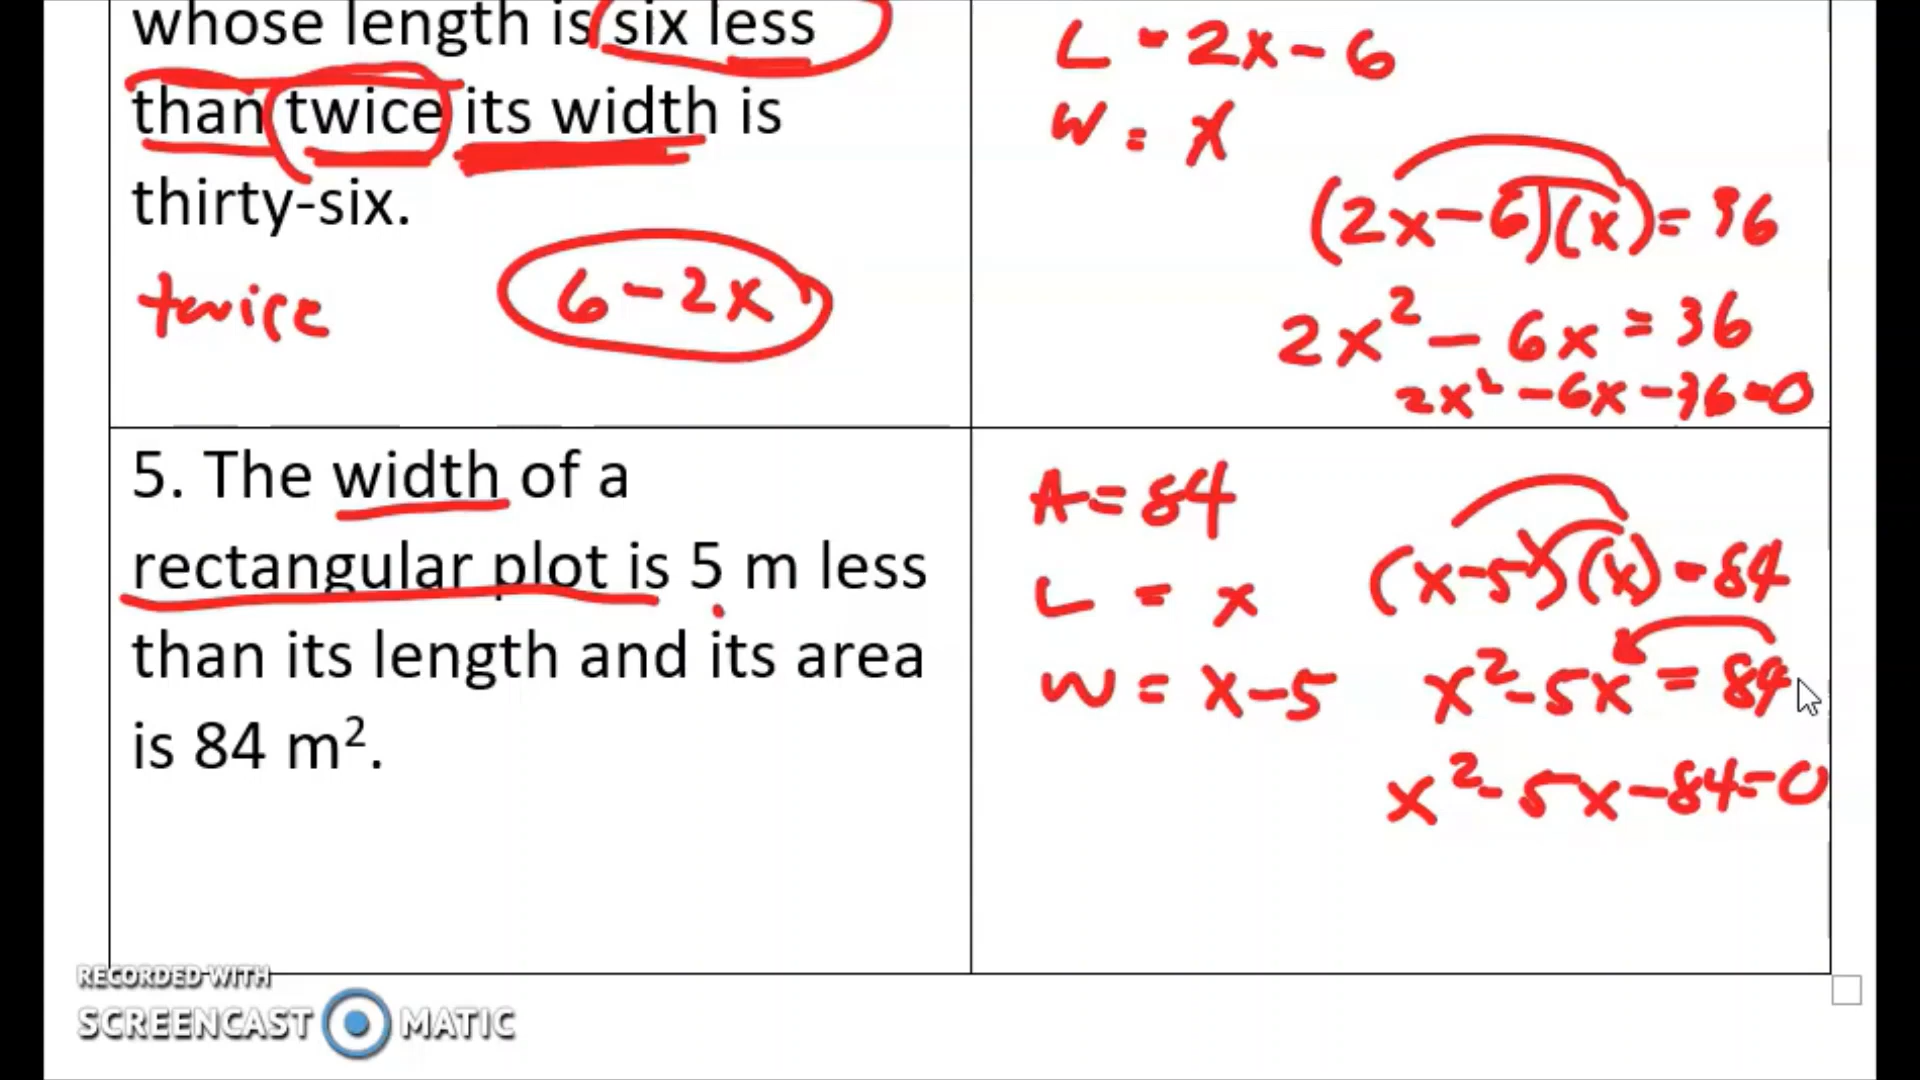 whose length is six less
than twice its width is
thirty-six.
twice 6-2x
L = 2x-6
W = x
(2x-6)(x) = 36
2x² - 6x = 36
2x²-6x-36=0
5. The width of a
rectangular plot is 5 m less
than its length and its area
is 84 m².
A=84
L = x
W = x-5
(x-5)(x) = 84
x²-5x = 84
x²-5x-84=0
RECORDED WITH
SCREENCAST MATIC